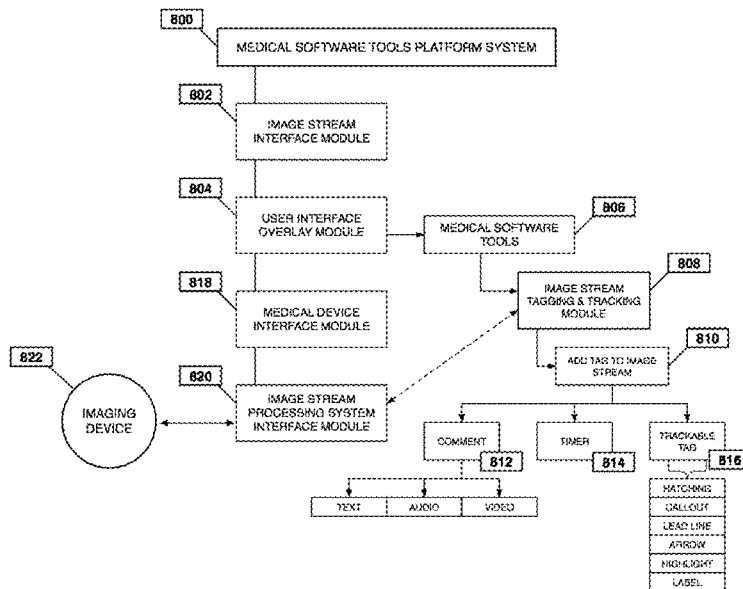 800
MEDICAL SOFTWARE TOOLS PLATFORM SYSTEM
802
IMAGE STREAM
INTERFACE MODULE
804
USER INTERFACE
OVERLAY MODULE
806
MEDICAL SOFTWARE
TOOLS
818
MEDICAL DEVICE
INTERFACE MODULE
808
IMAGE STREAM
TAGGING & TRACKING
MODULE
822
IMAGING
DEVICE
820
IMAGE STREAM
PROCESSING SYSTEM
INTERFACE MODULE
810
ADD TAG TO IMAGE
STREAM
COMMENT
812
TIMER
814
TRACKABLE
TAG
816
TEXT
AUDIO
VIDEO
HATCHING
CALLOUT
LEAD LINE
ARROW
HIGHLIGHT
LABEL